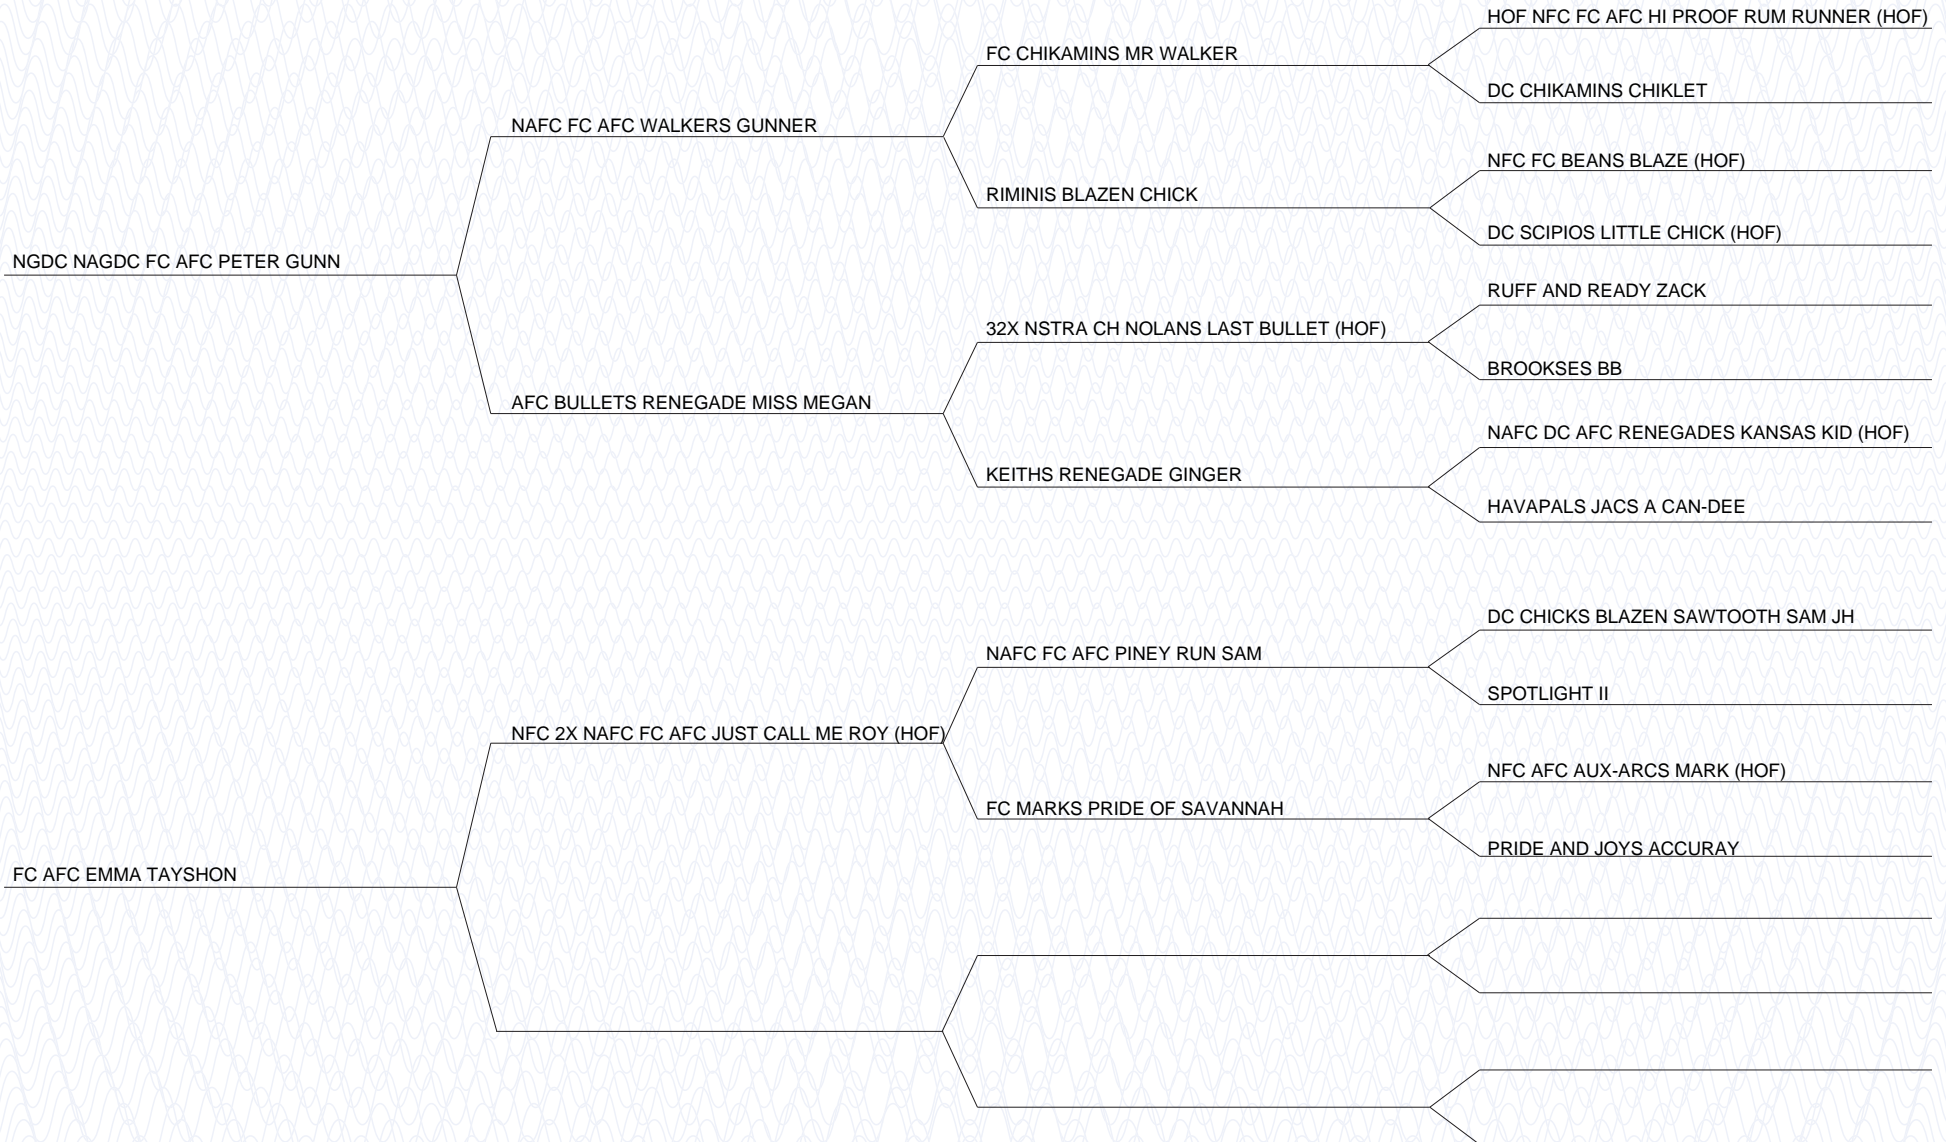 HOF NFC FC AFC HI PROOF RUM RUNNER (HOF)
FC CHIKAMINS MR WALKER
DC CHIKAMINS CHIKLET
NAFC FC AFC WALKERS GUNNER
NFC FC BEANS BLAZE (HOF)
RIMINIS BLAZEN CHICK
DC SCIPIOS LITTLE CHICK (HOF)
NGDC NAGDC FC AFC PETER GUNN
RUFF AND READY ZACK
32X NSTRA CH NOLANS LAST BULLET (HOF)
BROOKSES BB
AFC BULLETS RENEGADE MISS MEGAN
NAFC DC AFC RENEGADES KANSAS KID (HOF)
KEITHS RENEGADE GINGER
HAVAPALS JACS A CAN-DEE
DC CHICKS BLAZEN SAWTOOTH SAM JH
NAFC FC AFC PINEY RUN SAM
SPOTLIGHT II
NFC 2X NAFC FC AFC JUST CALL ME ROY (HOF)
NFC AFC AUX-ARCS MARK (HOF)
FC MARKS PRIDE OF SAVANNAH
PRIDE AND JOYS ACCURAY
FC AFC EMMA TAYSHON